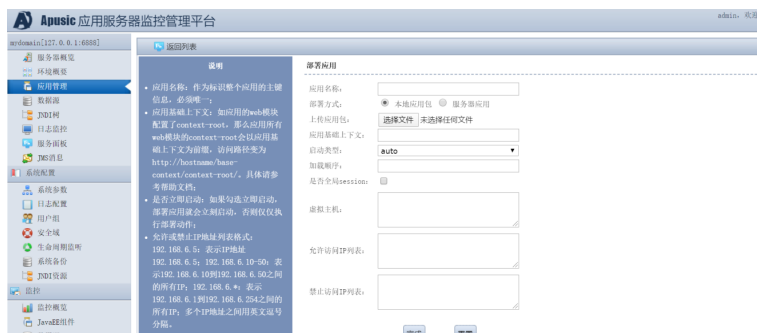 Apusic 应用服务器监控管理平台
admin, 欢迎
mydomain[127.0.0.1:6888]
服务器概览
环境概要
应用管理
数据源
JNDI树
日志监控
服务面板
JMS消息
系统配置
系统参数
日志配置
用户组
安全域
生命周期监听
系统备份
JNDI资源
监控
监控概览
JavaEE组件
返回列表
说明
• 应用名称：作为标识整个应用的主键
信息，必须唯一；
• 应用基础上下文：如应用的web模块
配置了context-root，那么应用所有
web模块的context-root会以应用基
础上下文为前缀，访问路径变为
http://hostname/base-
context/context-root/。具体请参
考帮助文档；
• 是否立即启动：如果勾选立即启动，
部署应用就会立刻启动，否则仅仅执
行部署动作；
• 允许或禁止IP地址列表格式：
192.168.6.5：表示IP地址
192.168.6.5；192.168.6.10-50：表
示192.168.6.10到192.168.6.50之间
的所有IP；192.168.6.*：表示
192.168.6.1到192.168.6.254之间的
所有IP；多个IP地址之间用英文逗号
分隔。
部署应用
应用名称：
部署方式： 本地应用包 服务器应用
上传应用包： 选择文件 未选择任何文件
应用基础上下文：
启动类型： auto
加载顺序：
是否全局session：
虚拟主机：
允许访问IP列表：
禁止访问IP列表：